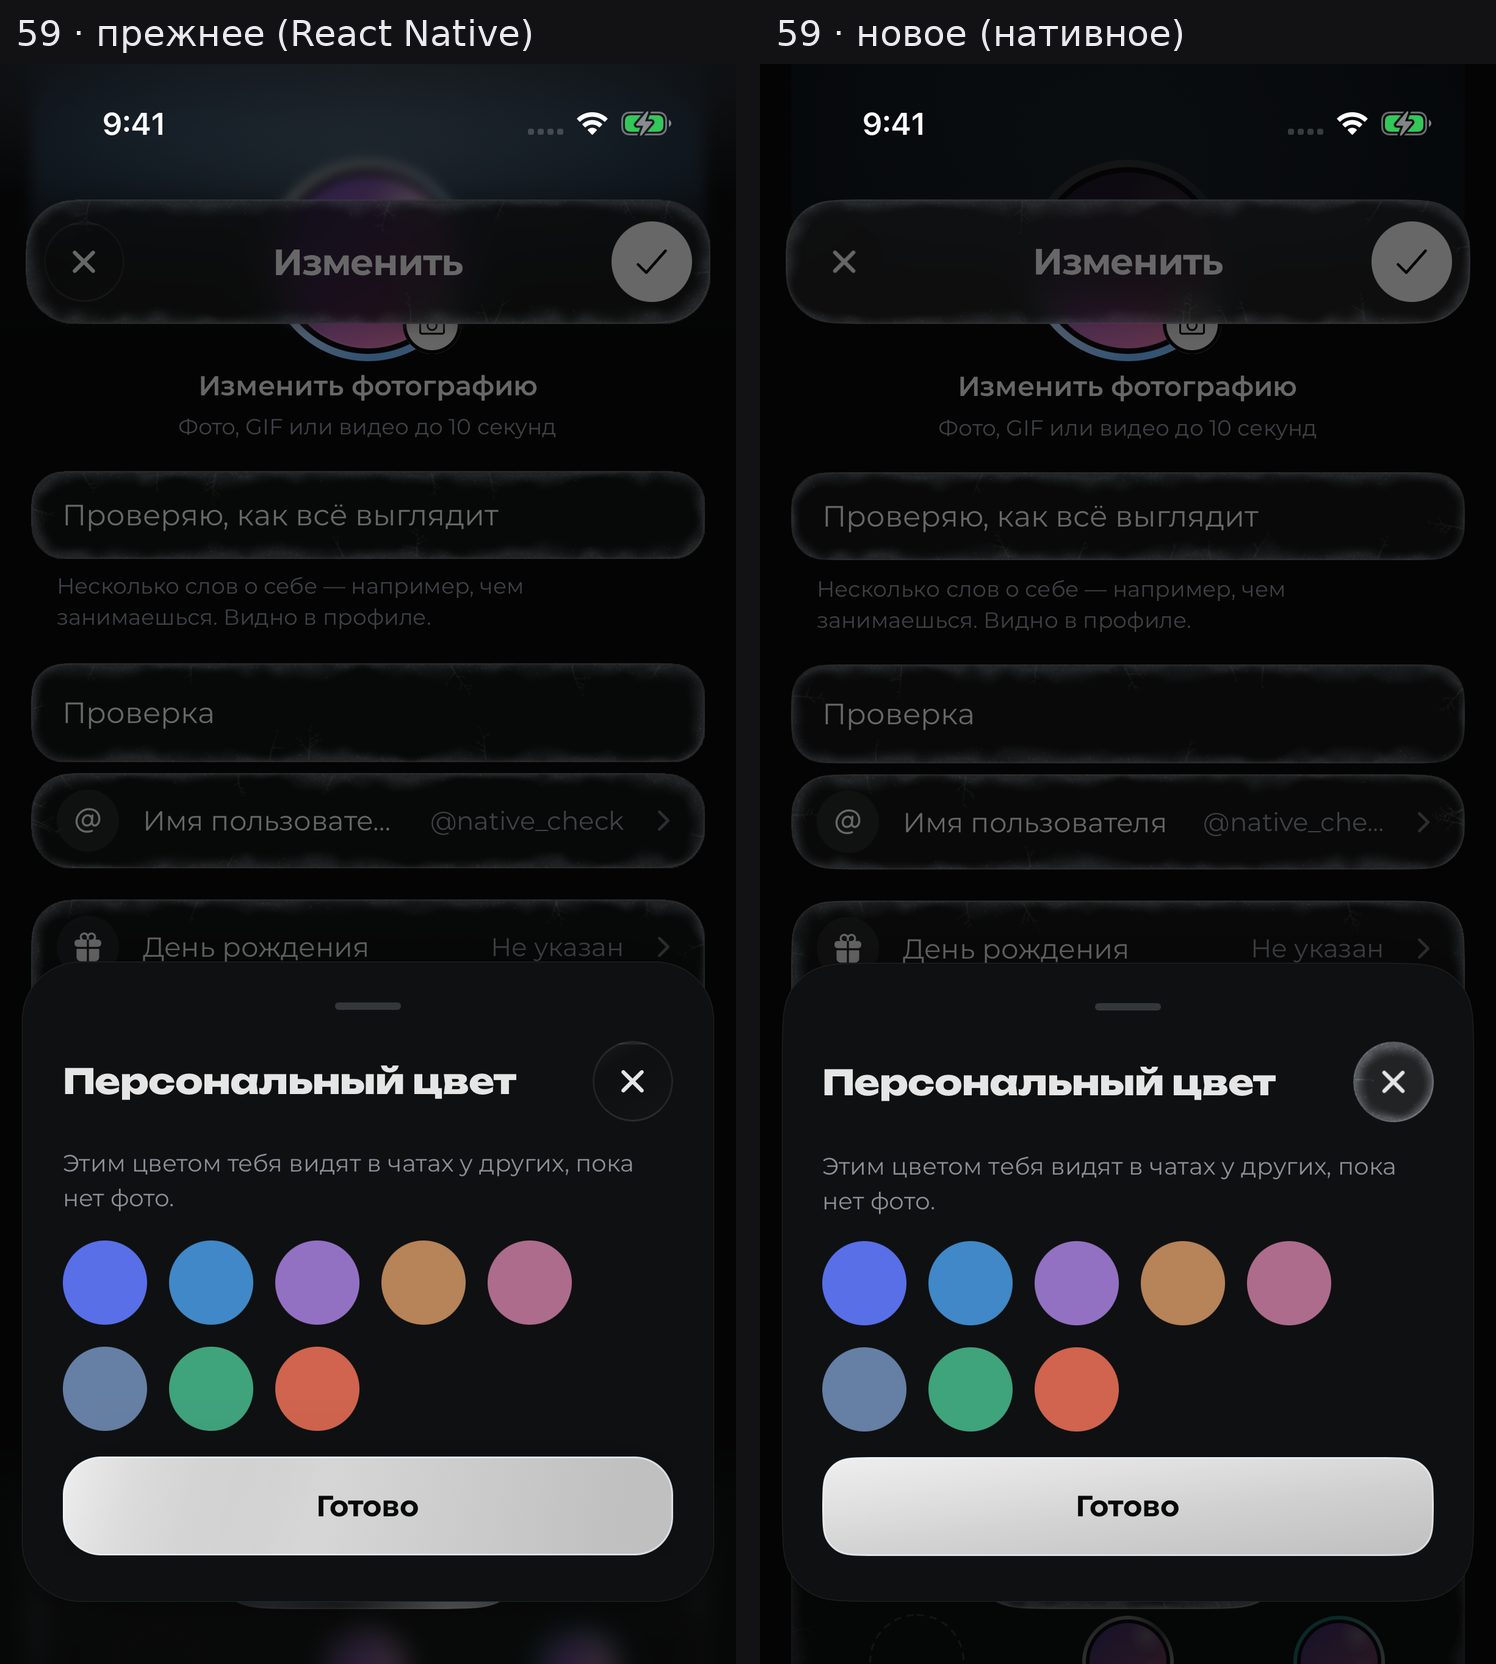 59 · прежнее (React Native)
9:41
Изменить
Изменить фотографию
Фото, GIF или видео до 10 секунд
Проверяю, как всё выглядит
Несколько слов о себе — например, чем
занимаешься. Видно в профиле.
Проверка
@ Имя пользовате... @native_check
День рождения Не указан
Персональный цвет
Этим цветом тебя видят в чатах у других, пока
нет фото.
Готово
59 · новое (нативное)
9:41
Изменить
Изменить фотографию
Фото, GIF или видео до 10 секунд
Проверяю, как всё выглядит
Несколько слов о себе — например, чем
занимаешься. Видно в профиле.
Проверка
@ Имя пользователя @native_che...
День рождения Не указан
Персональный цвет
Этим цветом тебя видят в чатах у других, пока
нет фото.
Готово